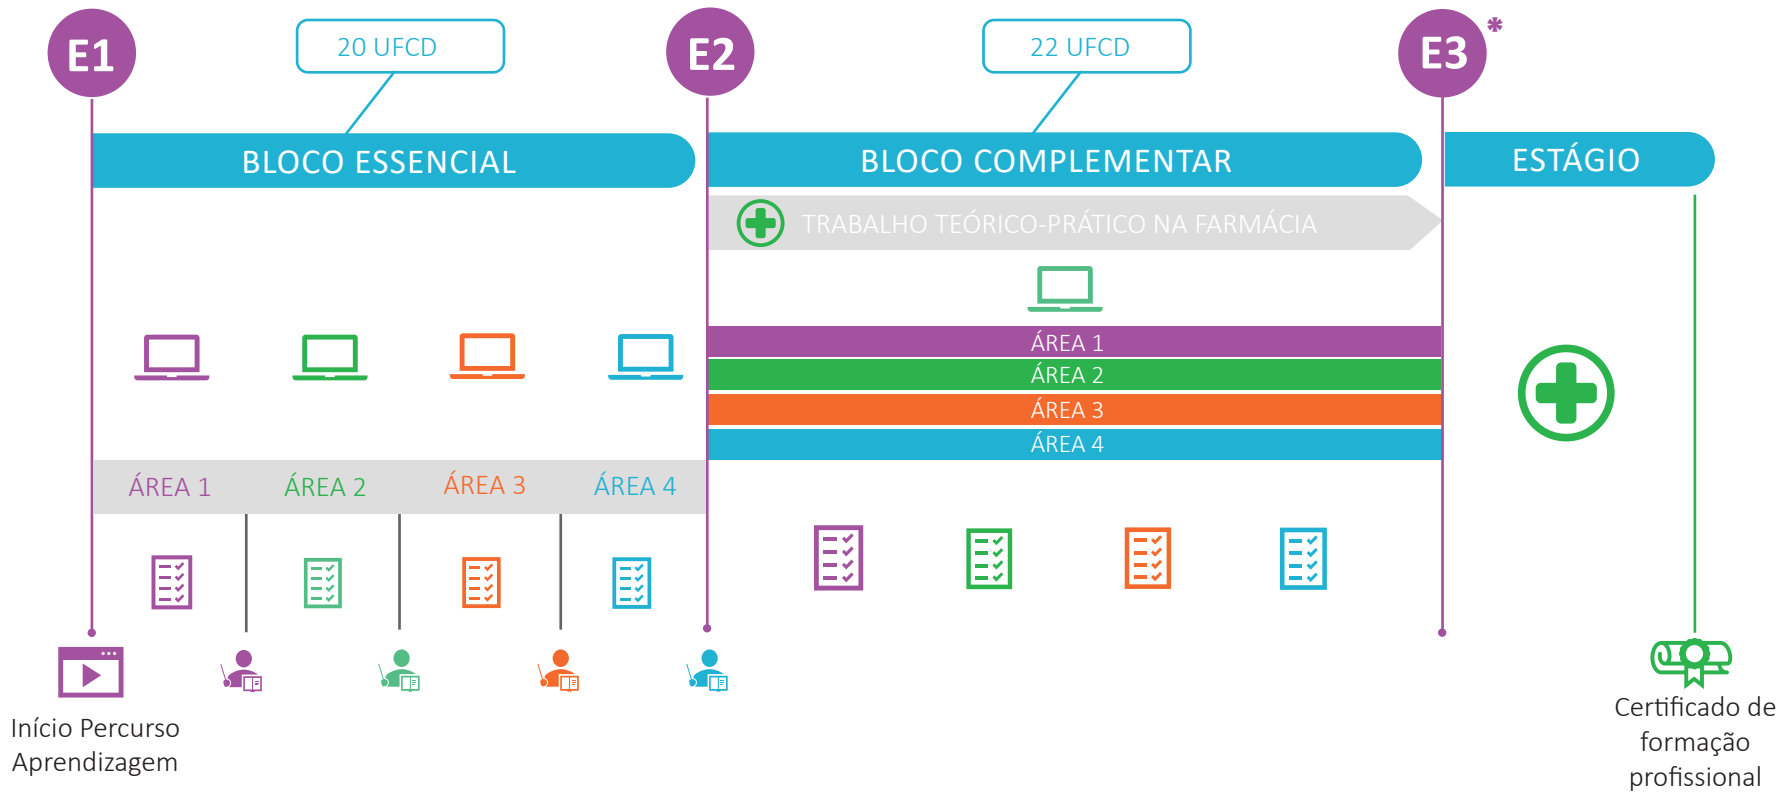 E1
20 UFCD
E2
22 UFCD
E3*
BLOCO ESSENCIAL
BLOCO COMPLEMENTAR
ESTÁGIO
TRABALHO TEÓRICO-PRÁTICO NA FARMÁCIA
ÁREA 1
ÁREA 2
ÁREA 3
ÁREA 4
ÁREA 1
ÁREA 2
ÁREA 3
ÁREA 4
Início Percurso
Aprendizagem
Certificado de
formação
profissional